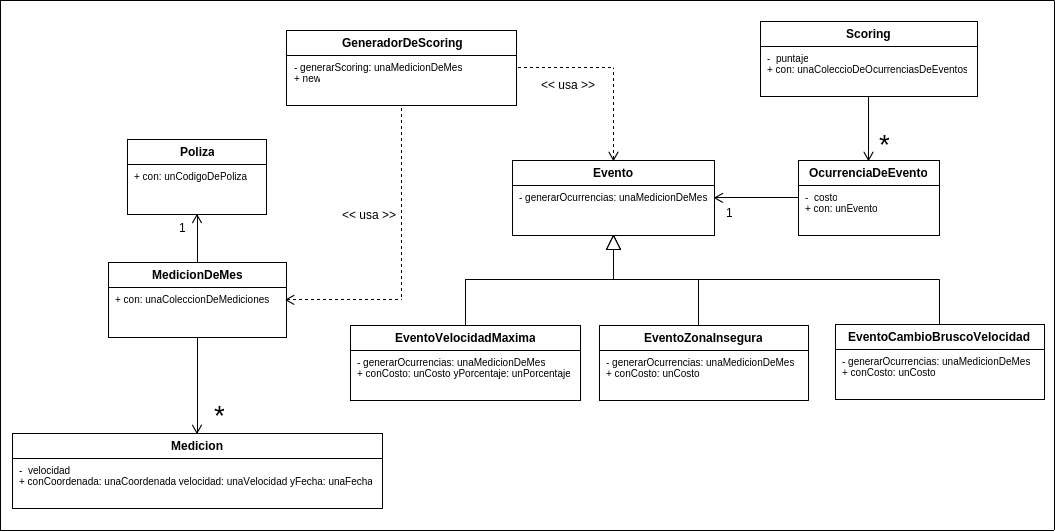 GeneradorDeScoring
- generarScoring: unaMedicionDeMes
+ new
Scoring
- puntaje
+ con: unaColeccioDeOcurrenciasDeEventos
<< usa >>
*
Poliza
+ con: unCodigoDePoliza
Evento
- generarOcurrencias: unaMedicionDeMes
OcurrenciaDeEvento
- costo
+ con: unEvento
1
<< usa >>
1
MedicionDeMes
+ con: unaColeccionDeMediciones
EventoVelocidadMaxima
- generarOcurrencias: unaMedicionDeMes
+ conCosto: unCosto yPorcentaje: unPorcentaje
EventoZonaInsegura
- generarOcurrencias: unaMedicionDeMes
+ conCosto: unCosto
EventoCambioBruscoVelocidad
- generarOcurrencias: unaMedicionDeMes
+ conCosto: unCosto
*
Medicion
- velocidad
+ conCoordenada: unaCoordenada velocidad: unaVelocidad yFecha: unaFecha